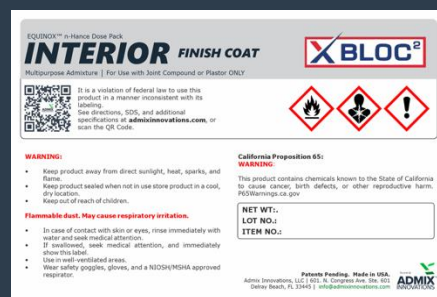 EQUINOX™ n-Hance Dose Pack
INTERIOR FINISH COAT
XBLOC²
Multipurpose Admixture | For Use with Joint Compound or Plastor ONLY
It is a violation of federal law to use this
product in a manner inconsistent with its
labeling.
See directions, SDS, and additional
specifications at admixinnovations.com, or
scan the QR Code.
WARNING:
• Keep product away from direct sunlight, heat, sparks, and
flame.
• Keep product sealed when not in use store product in a cool,
dry location.
• Keep out of reach of children.
Flammable dust. May cause respiratory irritation.
• In case of contact with skin or eyes, rinse immediately with
water and seek medical attention.
• If swallowed, seek medical attention, and immediately
show this label.
• Use in well-ventilated areas.
• Wear safety goggles, gloves, and a NIOSH/MSHA approved
respirator.
California Proposition 65:
WARNING:
This product contains chemicals known to the State of California
to cause cancer, birth defects, or other reproductive harm.
P65Warnings.ca.gov
NET WT:.
LOT NO.:
ITEM NO.:
Patents Pending. Made in USA.
Admix Innovations, LLC | 601. N. Congress Ave. Ste. 601
Delray Beach, FL 33445 | info@admixinnovations.com
ADMIX
INNOVATIONS